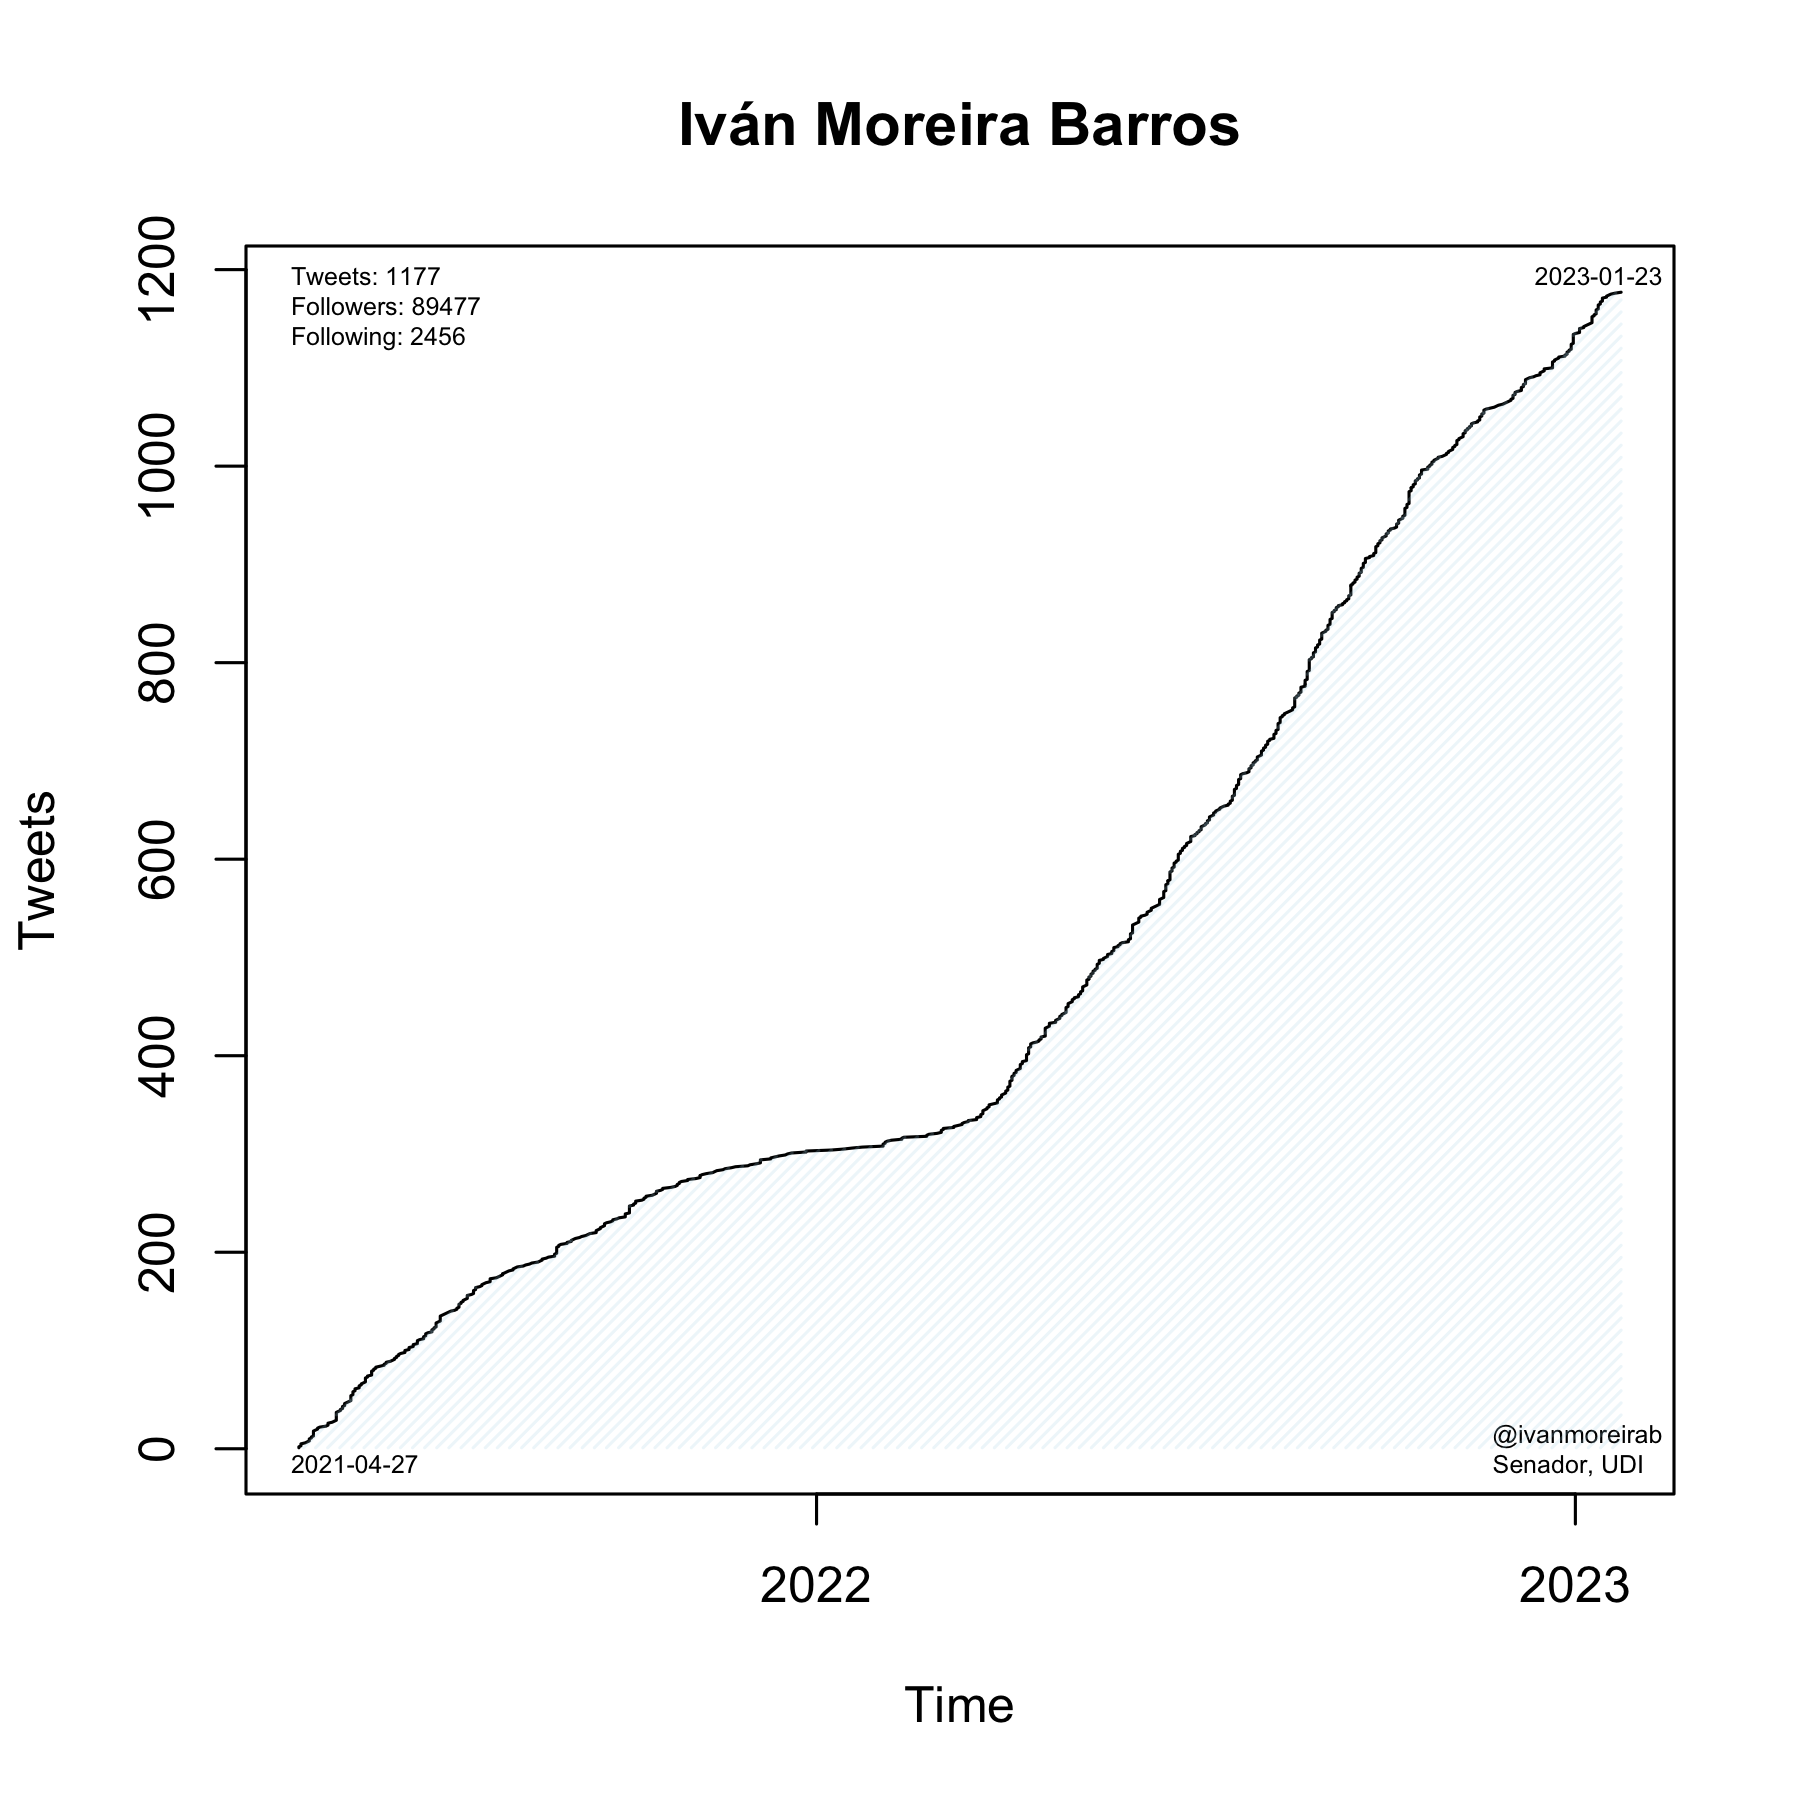 Iván Moreira Barros
Tweets: 1177
Followers: 89477
Following: 2456
2023-01-23
1200
1000
800
600
400
200
0
Tweets
2021-04-27
@ivanmoreirab
Senador, UDI
2022
2023
Time